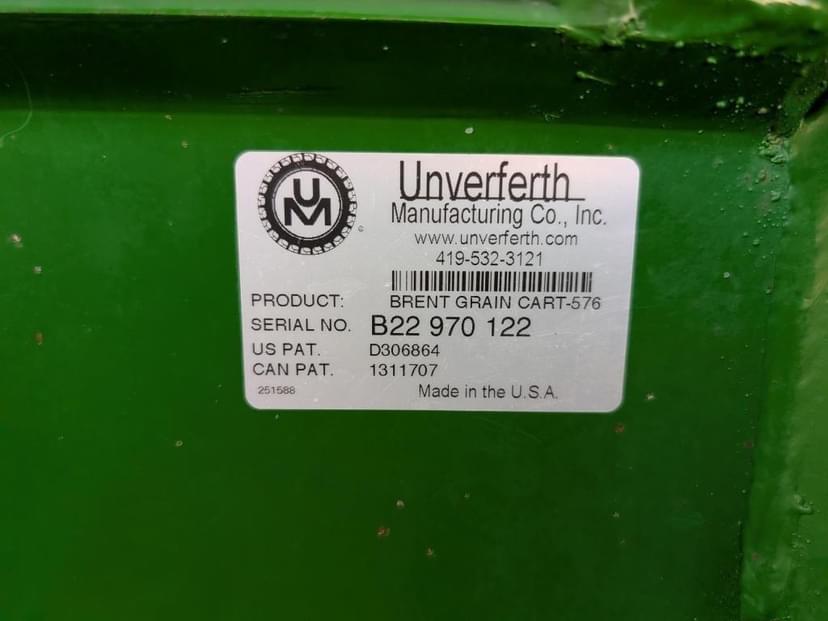 UM
Unverferth
Manufacturing Co., Inc.
www.unverferth.com
419-532-3121
PRODUCT: BRENT GRAIN CART-576
SERIAL NO. B22 970 122
US PAT. D306864
CAN PAT. 1311707
251588 Made in the U.S.A.